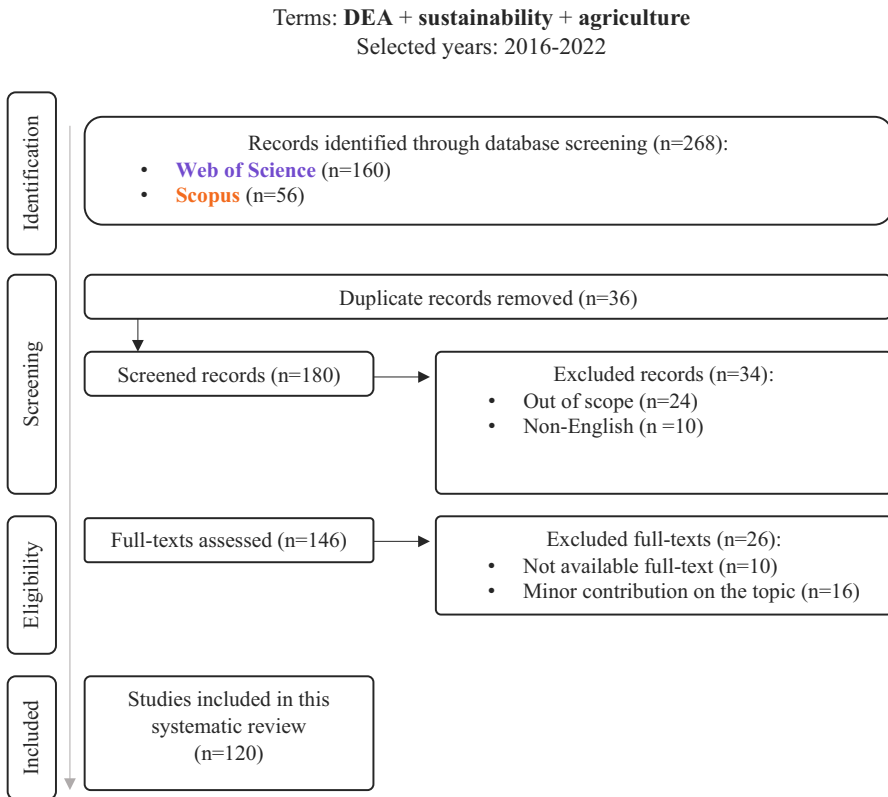 Terms: DEA + sustainability + agriculture
Selected years: 2016-2022
Identification
Records identified through database screening (n=268):
• Web of Science (n=160)
• Scopus (n=56)
Screening
Duplicate records removed (n=36)
Screened records (n=180)
Excluded records (n=34):
• Out of scope (n=24)
• Non-English (n =10)
Eligibility
Full-texts assessed (n=146)
Excluded full-texts (n=26):
• Not available full-text (n=10)
• Minor contribution on the topic (n=16)
Included
Studies included in this
systematic review
(n=120)